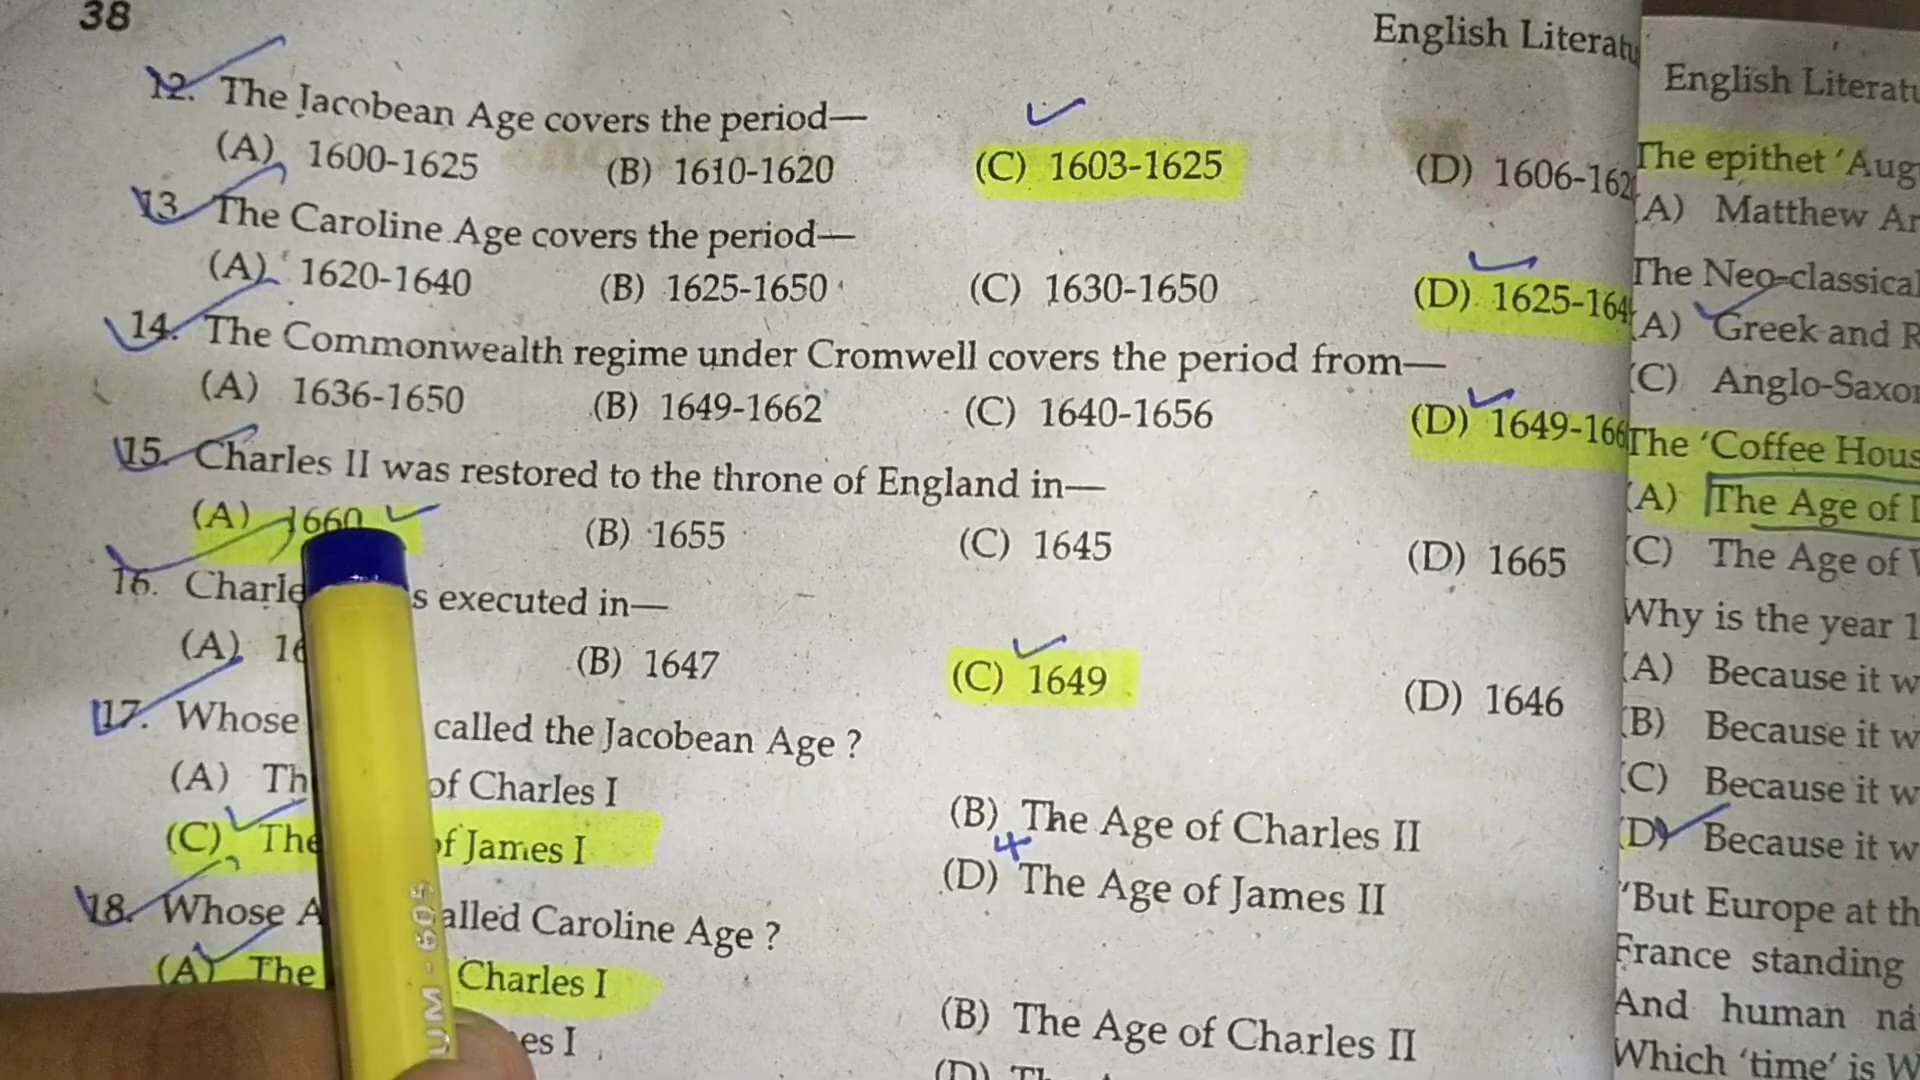 38
English Literatu
12. The Jacobean Age covers the period—
(A) 1600-1625 (B) 1610-1620 (C) 1603-1625 (D) 1606-162
13. The Caroline Age covers the period—
(A) 1620-1640 (B) 1625-1650 (C) 1630-1650 (D) 1625-164
14. The Commonwealth regime under Cromwell covers the period from—
(A) 1636-1650 (B) 1649-1662 (C) 1640-1656 (D) 1649-166
15. Charles II was restored to the throne of England in—
(A) 1660 (B) 1655 (C) 1645 (D) 1665
16. Charle s executed in—
(A) 16 (B) 1647 (C) 1649 (D) 1646
17. Whose called the Jacobean Age ?
(A) Th of Charles I (B) The Age of Charles II
(C) The of James I (D) The Age of James II
18. Whose A alled Caroline Age ?
(A) The Charles I (B) The Age of Charles II
es I (D)
UM-605
English Literatu
The epithet 'Aug
(A) Matthew Ar
The Neo-classical
(A) Greek and R
(C) Anglo-Saxon
The 'Coffee Hous
(A) The Age of
(C) The Age of
Why is the year 1
(A) Because it w
(B) Because it w
(C) Because it w
(D) Because it w
'But Europe at th
France standing
And human na
Which 'time' is W